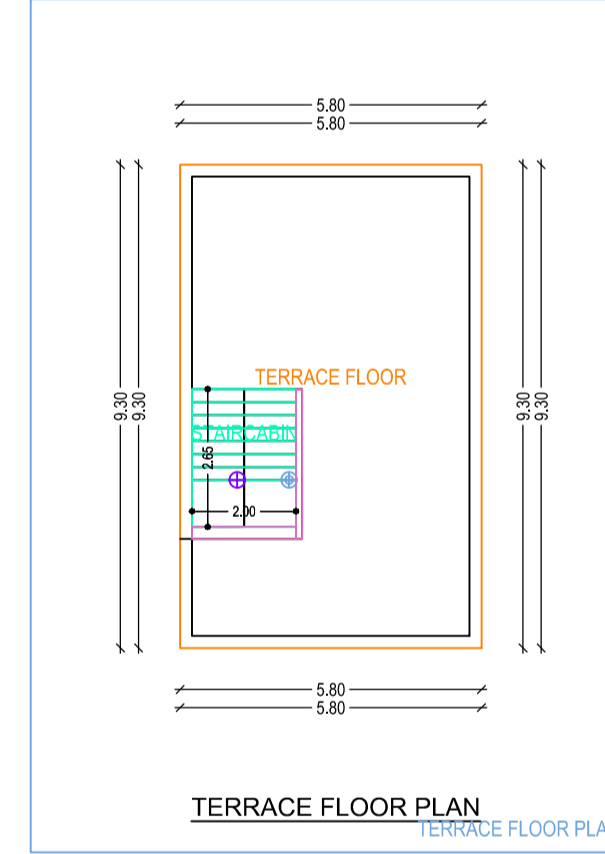 5.80
5.80
9.30
9.30
9.30
9.30
TERRACE FLOOR
STAIRCABIN
2.65
2.00
5.80
5.80
TERRACE FLOOR PLAN
TERRACE FLOOR PLA